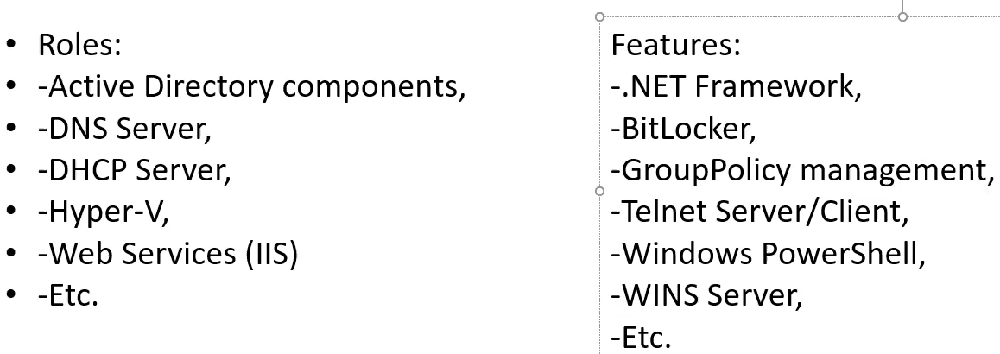 • Roles:
• -Active Directory components,
• -DNS Server,
• -DHCP Server,
• -Hyper-V,
• -Web Services (IIS)
• -Etc.
Features:
-.NET Framework,
-BitLocker,
-GroupPolicy management,
-Telnet Server/Client,
-Windows PowerShell,
-WINS Server,
-Etc.